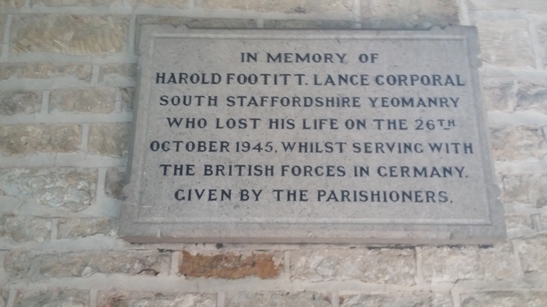 IN MEMORY OF
HAROLD FOOTITT. LANCE CORPORAL
SOUTH STAFFORDSHIRE YEOMANRY
WHO LOST HIS LIFE ON THE 26TH
OCTOBER 1945, WHILST SERVING WITH
THE BRITISH FORCES IN GERMANY.
GIVEN BY THE PARISHIONERS.